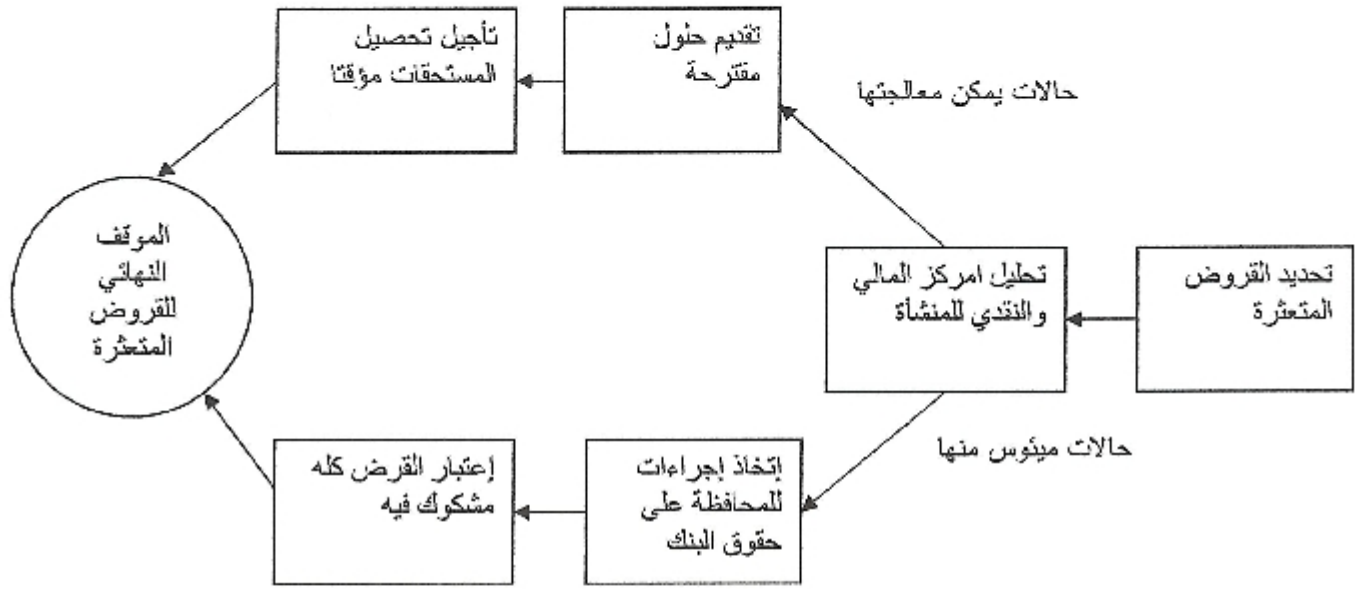 تحديد القروض
المتعثرة
تحليل امركز المالي
والنقدي للمنشأة
حالات يمكن معالجتها
تقديم حلول
مقترحة
تأجيل تحصيل
المستحقات مؤقتا
حالات ميئوس منها
إتخاذ إجراءات
للمحافظة على
حقوق البنك
إعتبار القرض كله
مشكوك فيه
الموقف
النهائي
للقروض
المتعثرة